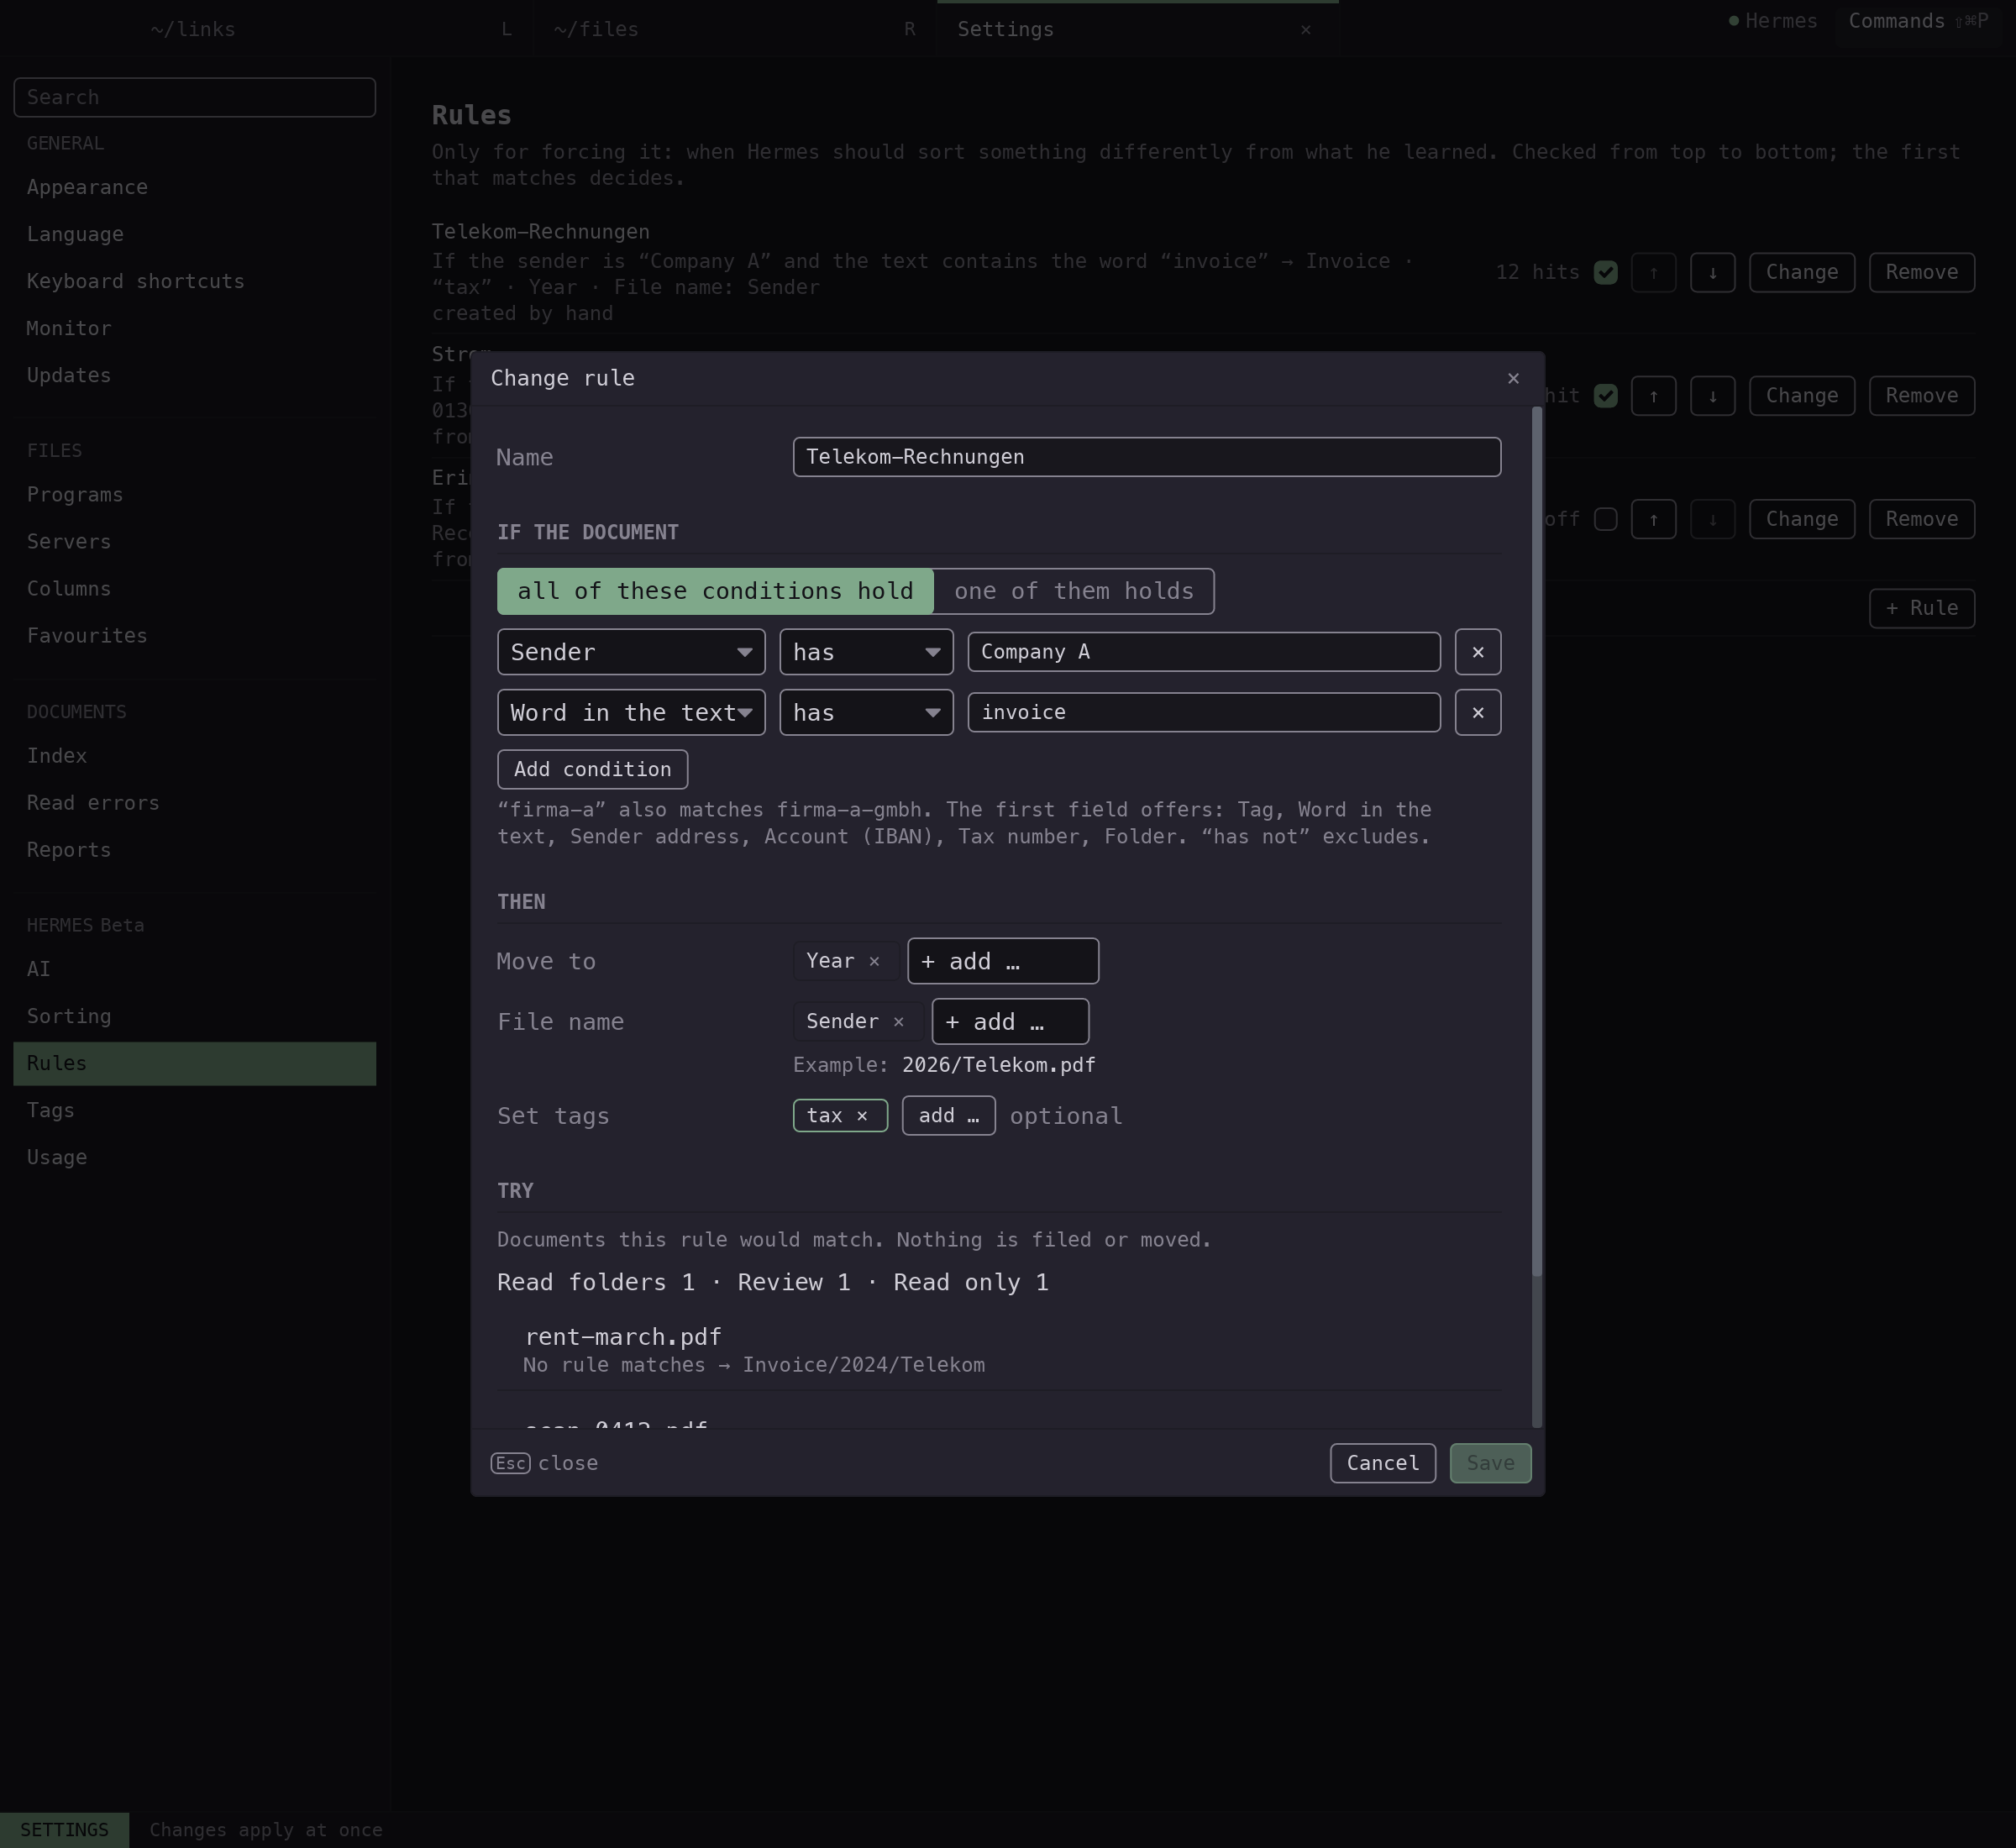 ~/links L ~/files R Settings × Hermes Commands ⇧⌘P
Search
GENERAL
Appearance
Language
Keyboard shortcuts
Monitor
Updates
FILES
Programs
Servers
Columns
Favourites
DOCUMENTS
Index
Read errors
Reports
HERMES Beta
AI
Sorting
Rules
Tags
Usage
Rules
Only for forcing it: when Hermes should sort something differently from what he learned. Checked from top to bottom; the first
that matches decides.
Telekom-Rechnungen
If the sender is “Company A” and the text contains the word “invoice” → Invoice ·
“tax” · Year · File name: Sender
created by hand
12 hits ↑ ↓ Change Remove
hit ↑ ↓ Change Remove
off ↑ ↓ Change Remove
+ Rule
Change rule ×
Name Telekom-Rechnungen
IF THE DOCUMENT
all of these conditions hold one of them holds
Sender has Company A ×
Word in the text has invoice ×
Add condition
“firma-a” also matches firma-a-gmbh. The first field offers: Tag, Word in the
text, Sender address, Account (IBAN), Tax number, Folder. “has not” excludes.
THEN
Move to Year × + add …
File name Sender × + add …
Example: 2026/Telekom.pdf
Set tags tax × add … optional
TRY
Documents this rule would match. Nothing is filed or moved.
Read folders 1 · Review 1 · Read only 1
rent-march.pdf
No rule matches → Invoice/2024/Telekom
Esc close Cancel Save
SETTINGS Changes apply at once